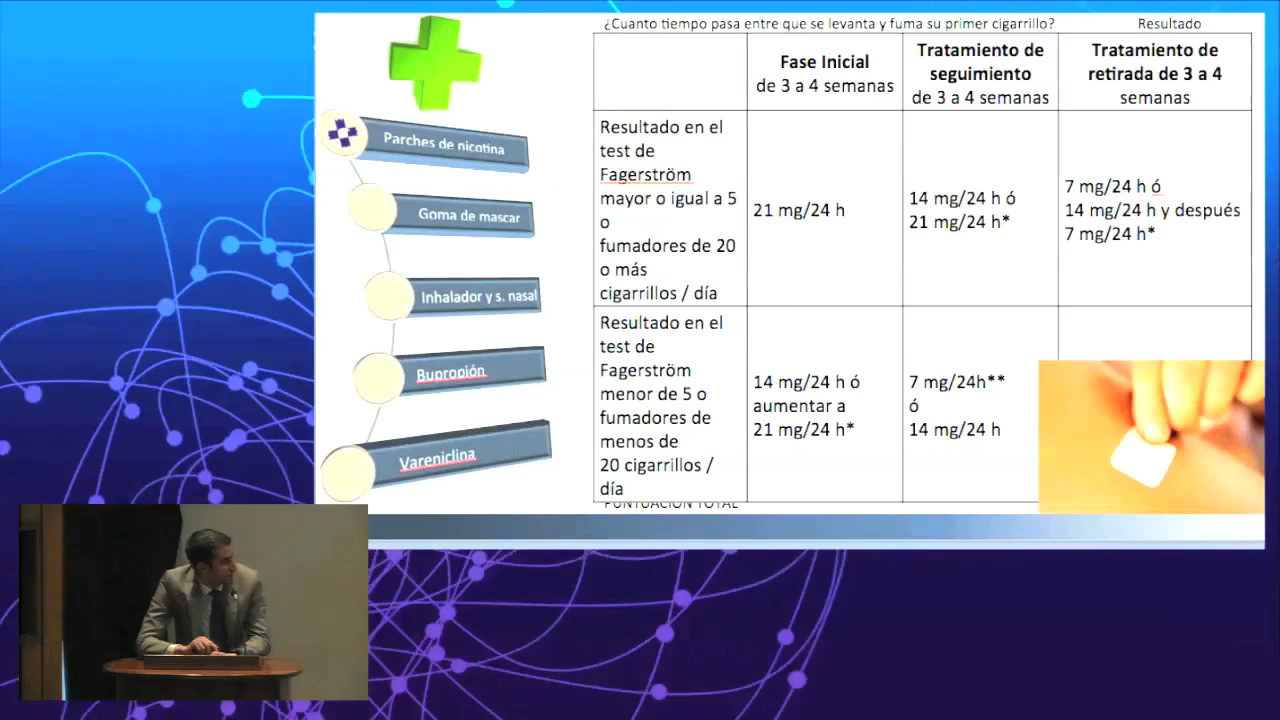 ¿Cuanto tiempo pasa entre que se levanta y fuma su primer cigarrillo?
Resultado
Fase Inicial
de 3 a 4 semanas
Tratamiento de
seguimiento
de 3 a 4 semanas
Tratamiento de
retirada de 3 a 4
semanas
Parches de nicotina
Goma de mascar
Inhalador y s. nasal
Bupropión
Vareniclina
Resultado en el
test de
Fagerström
mayor o igual a 5
o
fumadores de 20
o más
cigarrillos / día
21 mg/24 h
14 mg/24 h ó
21 mg/24 h*
7 mg/24 h ó
14 mg/24 h y después
7 mg/24 h*
Resultado en el
test de
Fagerström
menor de 5 o
fumadores de
menos de
20 cigarrillos /
día
14 mg/24 h ó
aumentar a
21 mg/24 h*
7 mg/24h**
ó
14 mg/24 h
PUNTUACIÓN TOTAL